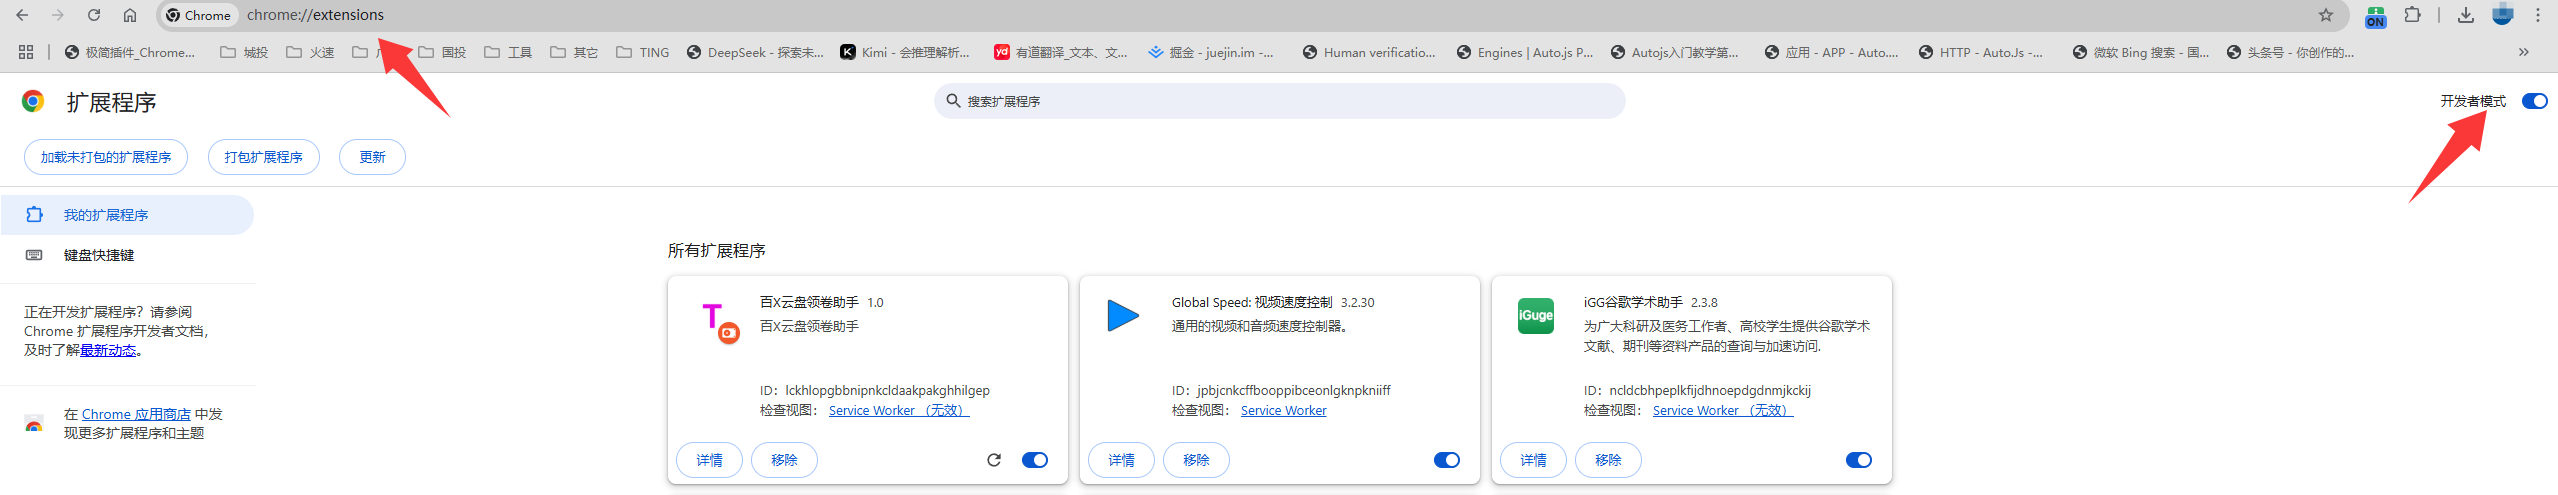 Chrome chrome://extensions ON
极简插件_Chrome... 城投 火速 国投 工具 其它 TING DeepSeek - 探索未... Kimi - 会推理解析... 有道翻译_文本、文... 掘金 - juejin.im -... Human verificatio... Engines | Auto.js P... Autojs入门教学第... 应用 - APP - Auto.... HTTP - Auto.Js -... 微软 Bing 搜索 - 国... 头条号 - 你创作的...
扩展程序 搜索扩展程序 开发者模式
加载未打包的扩展程序 打包扩展程序 更新
我的扩展程序
键盘快捷键
正在开发扩展程序？请参阅
Chrome 扩展程序开发者文档，
及时了解最新动态。
在 Chrome 应用商店 中发
现更多扩展程序和主题
所有扩展程序
T
百X云盘领卷助手 1.0
百X云盘领卷助手
ID：lckhlopgbbnipnkcldaakpakghhilgep
检查视图： Service Worker （无效）
详情 移除
Global Speed: 视频速度控制 3.2.30
通用的视频和音频速度控制器。
ID：jpbjcnkcffbooppibceonlgknpkniiff
检查视图： Service Worker
详情 移除
iGuge
iGG谷歌学术助手 2.3.8
为广大科研及医务工作者、高校学生提供谷歌学术
文献、期刊等资料产品的查询与加速访问.
ID：ncldcbhpeplkfijdhnoepdgdnmjkckij
检查视图： Service Worker （无效）
详情 移除